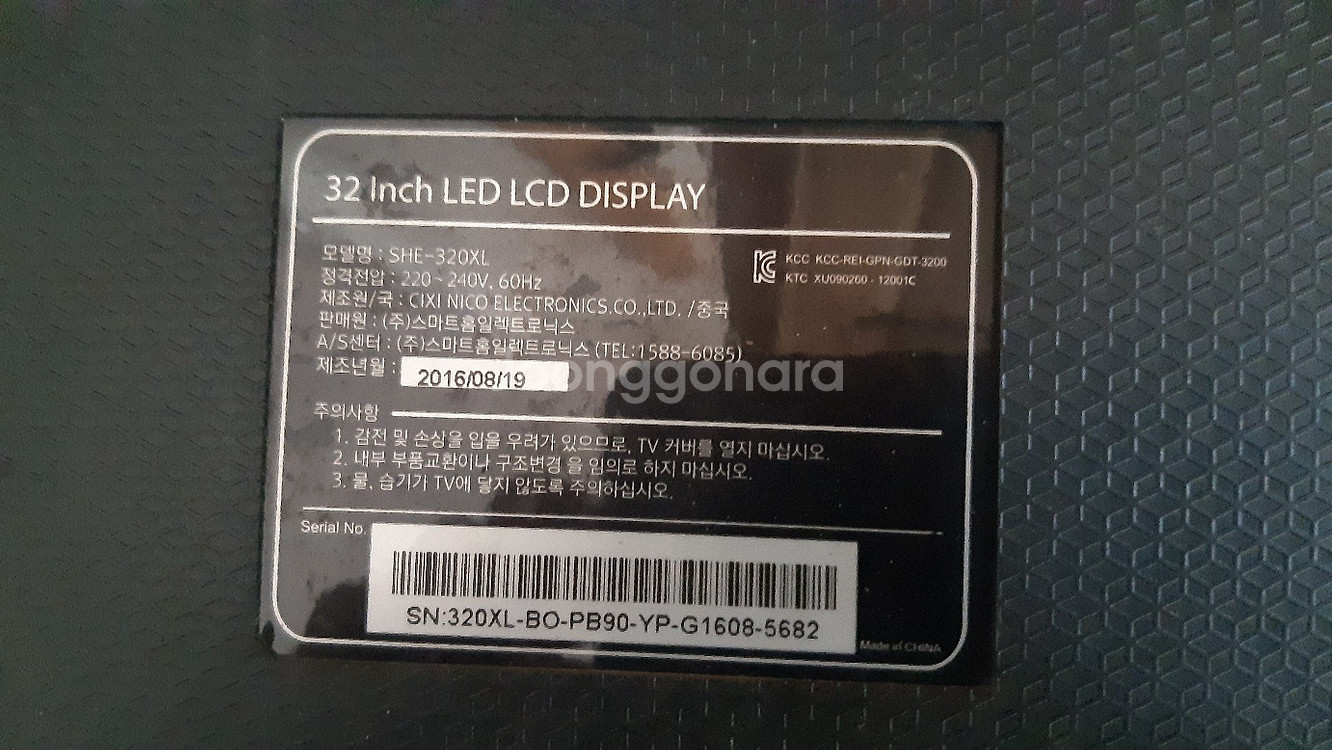 32 Inch LED LCD DISPLAY
모델명 : SHE-320XL
정격전압 : 220~240V, 60Hz
제조원/국 : CIXI NICO ELECTRONICS.CO.,LTD. /중국
판매원 : (주)스마트홈일렉트로닉스
A/S센터 : (주)스마트홈일렉트로닉스 (TEL:1588-6085)
제조년월 : 2016/08/19
KCC KCC-REI-GPN-GDT-3200
KTC XU090260-12001C
joonggonara
주의사항
1. 감전 및 손상을 입을 우려가 있으므로, TV 커버를 열지 마십시오.
2. 내부 부품교환이나 구조변경 을 임의로 하지 마십시오.
3. 물, 습기가 TV에 닿지 않도록 주의하십시오.
Serial No.
SN:320XL-BO-PB90-YP-G1608-5682
Made in CHINA